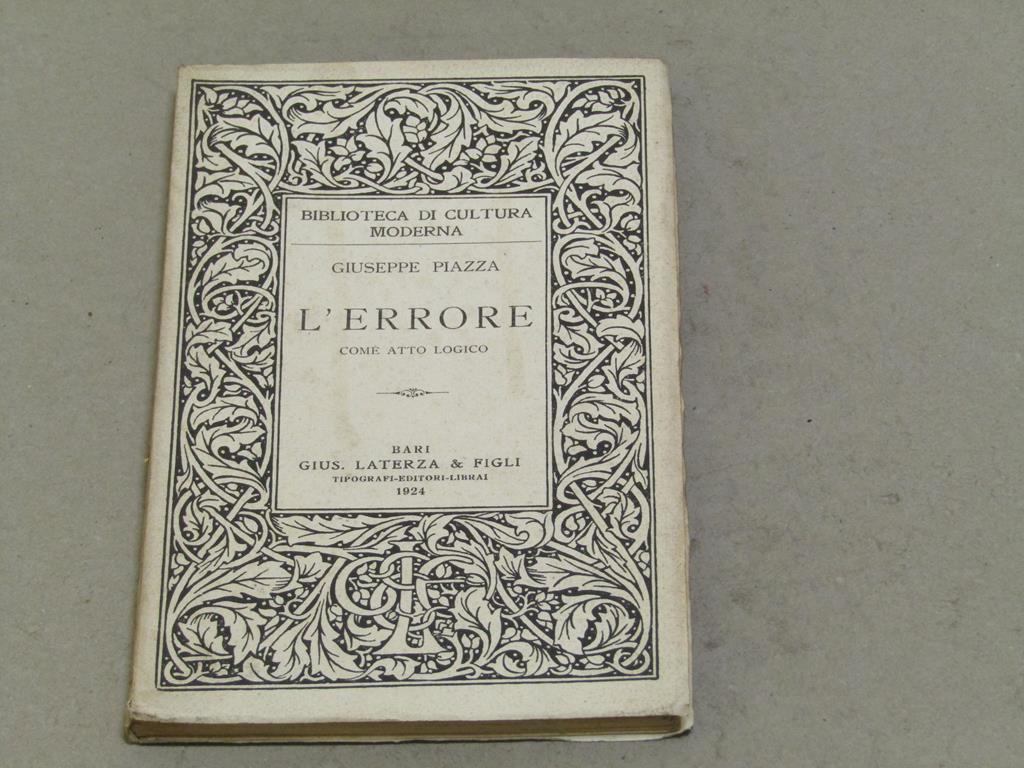 BIBLIOTECA DI CULTURA
MODERNA
GIUSEPPE PIAZZA
L'ERRORE
COME ATTO LOGICO
BARI
GIUS. LATERZA & FIGLI
TIPOGRAFI-EDITORI-LIBRAI
1924